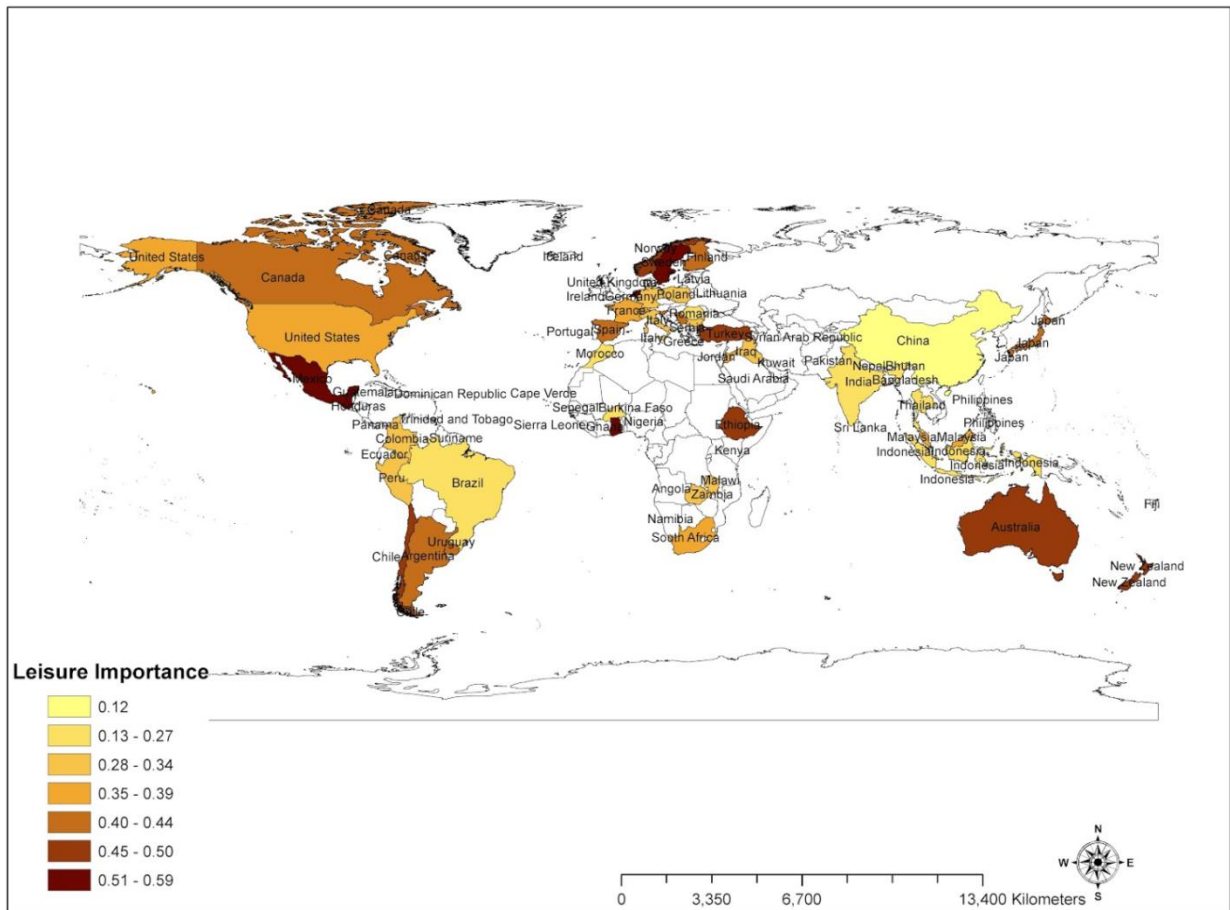 Canada
United States
Canada
Canada
United States
Mexico
Guatemala
Dominican Republic
Cape Verde
Honduras
Trinidad and Tobago
Panama
Colombia
Suriname
Ecuador
Peru
Brazil
Uruguay
Chile
Argentina
Chile
Iceland
Norway
Sweden
Finland
Latvia
United Kingdom
Ireland
Germany
Poland
Lithuania
France
Romania
Italy
Serbia
Portugal
Spain
Italy
Greece
Turkey
Syrian Arab Republic
Morocco
Jordan
Iraq
Kuwait
Saudi Arabia
Pakistan
Nepal
Bhutan
India
Bangladesh
China
Japan
Japan
Japan
Senegal
Burkina Faso
Sierra Leone
Ghana
Nigeria
Ethiopia
Kenya
Malawi
Angola
Zambia
Namibia
South Africa
Sri Lanka
Thailand
Philippines
Philippines
Malaysia
Malaysia
Indonesia
Indonesia
Indonesia
Indonesia
Indonesia
Fiji
Australia
New Zealand
New Zealand
Leisure Importance
0.12
0.13 - 0.27
0.28 - 0.34
0.35 - 0.39
0.40 - 0.44
0.45 - 0.50
0.51 - 0.59
N
W E
S
0 3,350 6,700 13,400 Kilometers